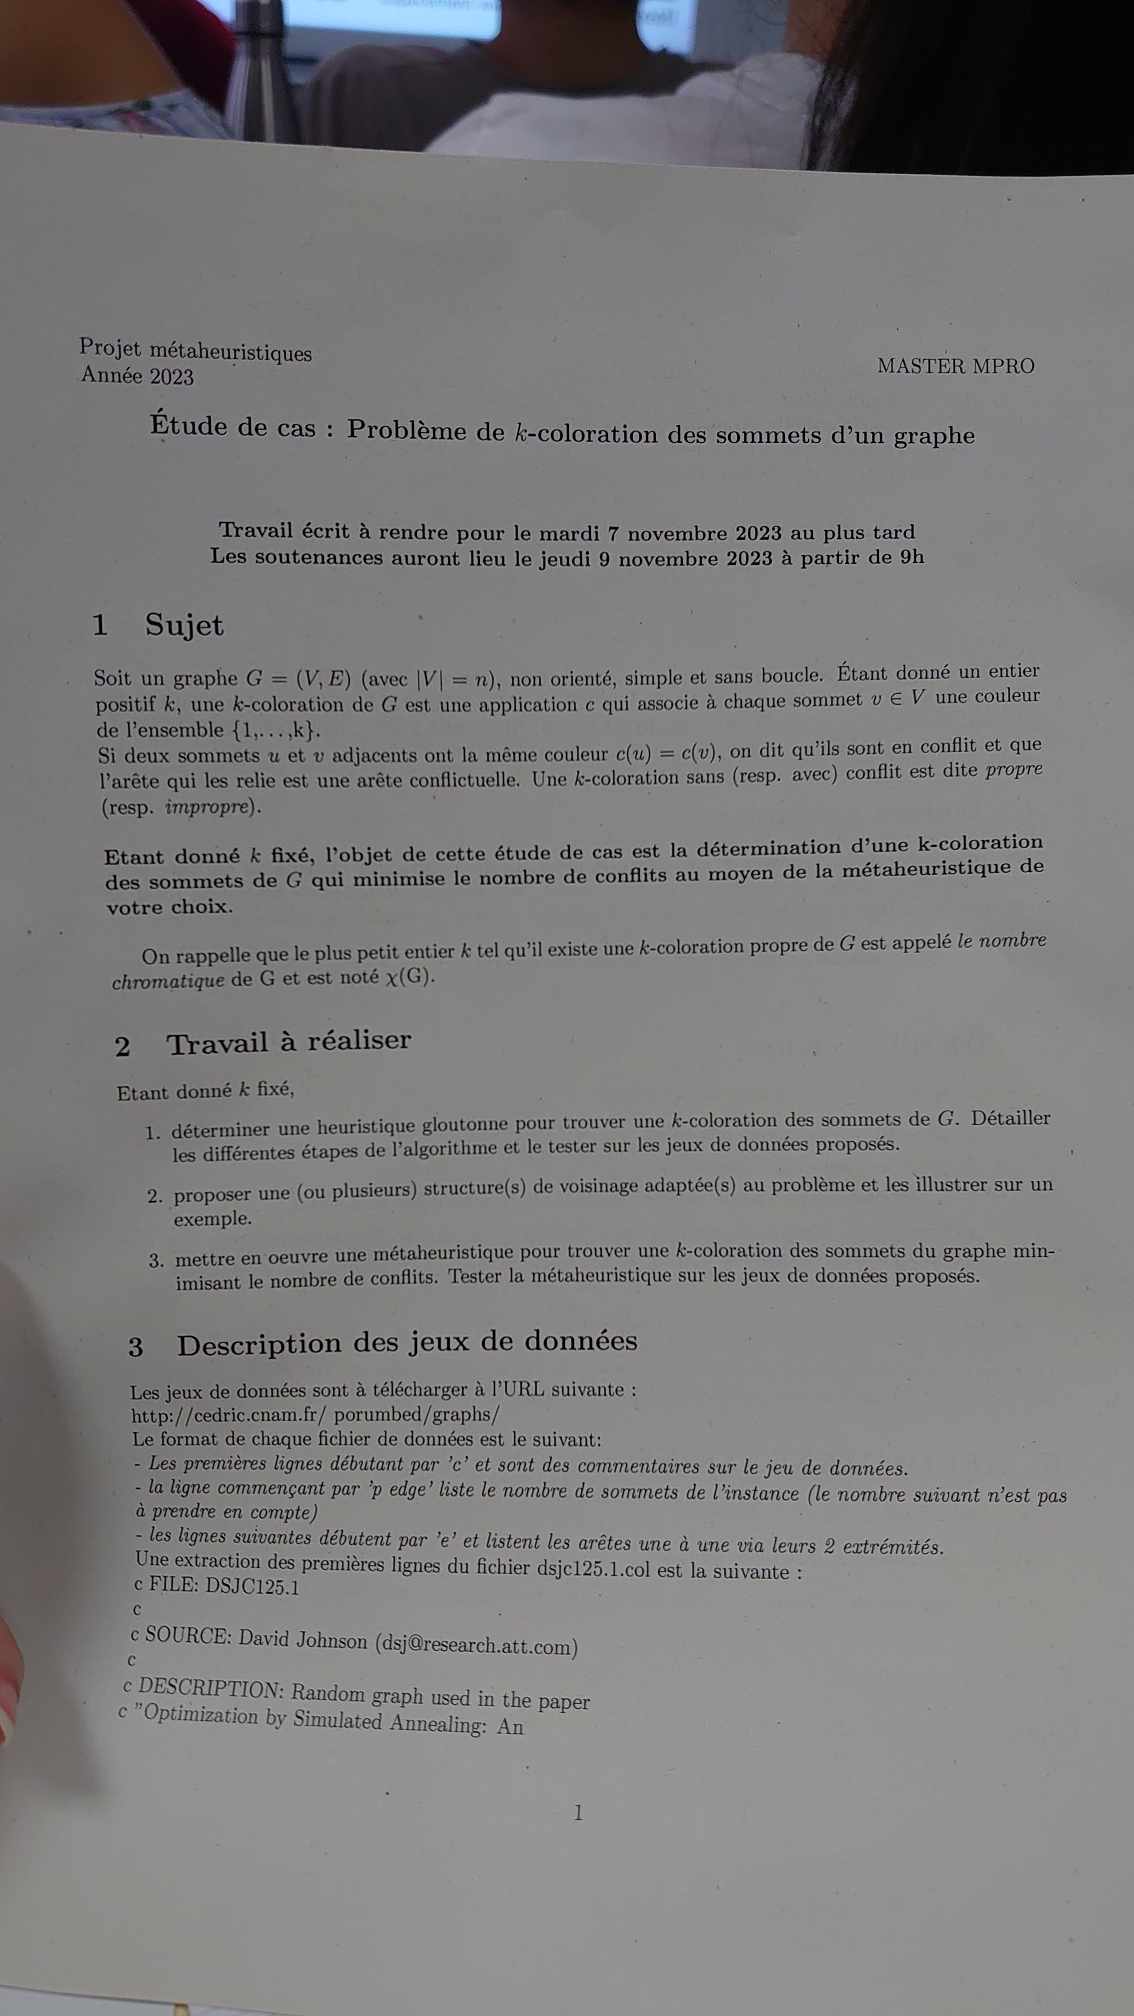 Projet métaheuristiques
Année 2023
MASTER MPRO
Étude de cas : Problème de k-coloration des sommets d'un graphe
Travail écrit à rendre pour le mardi 7 novembre 2023 au plus tard
Les soutenances auront lieu le jeudi 9 novembre 2023 à partir de 9h
1 Sujet
Soit un graphe G = (V, E) (avec |V| = n), non orienté, simple et sans boucle. Étant donné un entier
positif k, une k-coloration de G est une application c qui associe à chaque sommet v ∈ V une couleur
de l'ensemble {1,...,k}.
Si deux sommets u et v adjacents ont la même couleur c(u) = c(v), on dit qu'ils sont en conflit et que
l'arête qui les relie est une arête conflictuelle. Une k-coloration sans (resp. avec) conflit est dite propre
(resp. impropre).
Etant donné k fixé, l'objet de cette étude de cas est la détermination d'une k-coloration
des sommets de G qui minimise le nombre de conflits au moyen de la métaheuristique de
votre choix.
On rappelle que le plus petit entier k tel qu'il existe une k-coloration propre de G est appelé le nombre
chromatique de G et est noté χ(G).
2 Travail à réaliser
Etant donné k fixé,
1. déterminer une heuristique gloutonne pour trouver une k-coloration des sommets de G. Détailler
les différentes étapes de l'algorithme et le tester sur les jeux de données proposés.
2. proposer une (ou plusieurs) structure(s) de voisinage adaptée(s) au problème et les illustrer sur un
exemple.
3. mettre en oeuvre une métaheuristique pour trouver une k-coloration des sommets du graphe min-
imisant le nombre de conflits. Tester la métaheuristique sur les jeux de données proposés.
3 Description des jeux de données
Les jeux de données sont à télécharger à l'URL suivante :
http://cedric.cnam.fr/ porumbed/graphs/
Le format de chaque fichier de données est le suivant:
- Les premières lignes débutant par 'c' et sont des commentaires sur le jeu de données.
- la ligne commençant par 'p edge' liste le nombre de sommets de l'instance (le nombre suivant n'est pas
à prendre en compte)
- les lignes suivantes débutent par 'e' et listent les arêtes une à une via leurs 2 extrémités.
Une extraction des premières lignes du fichier dsjc125.1.col est la suivante :
c FILE: DSJC125.1
c
c SOURCE: David Johnson (dsj@research.att.com)
c
c DESCRIPTION: Random graph used in the paper
c "Optimization by Simulated Annealing: An
1